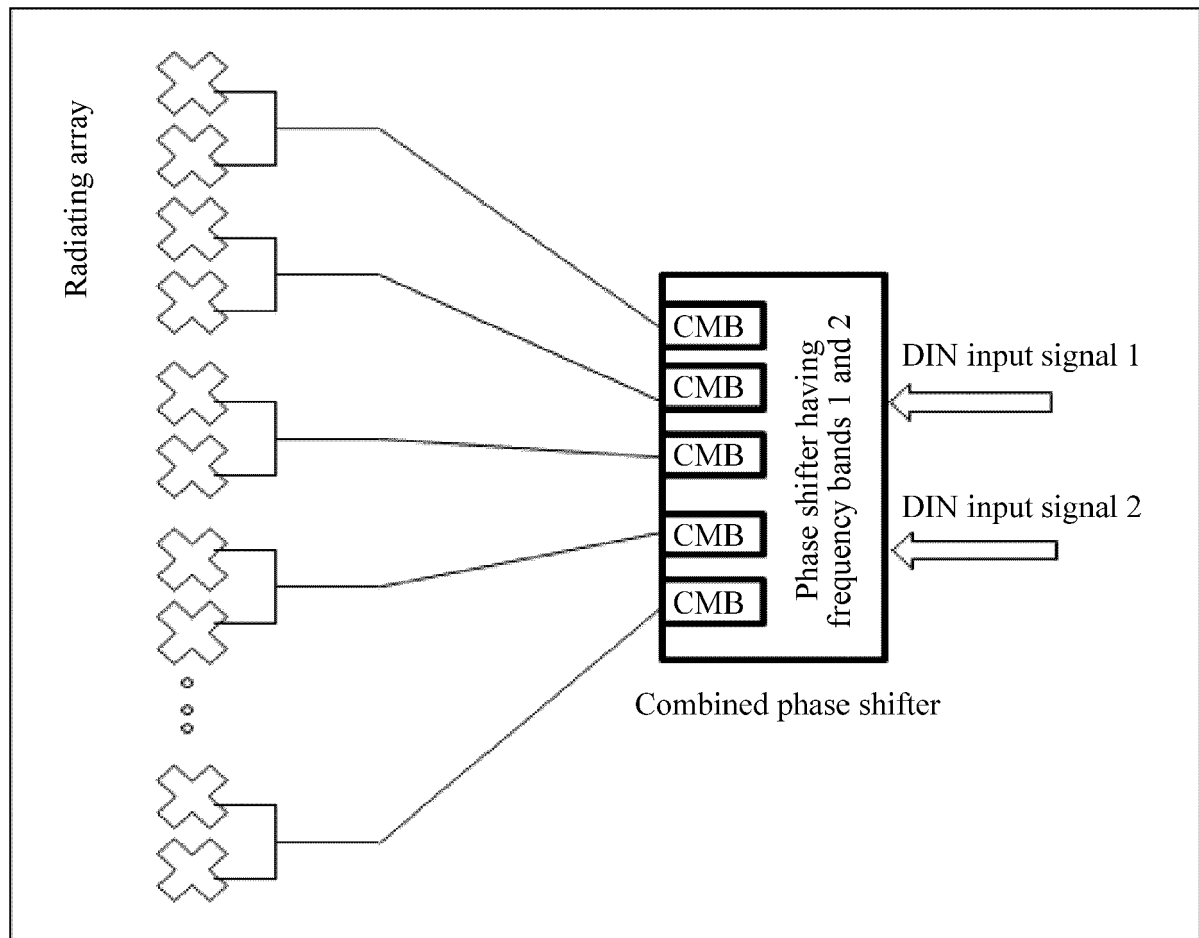 Radiating array
CMB
CMB
CMB
CMB
CMB
Phase shifter having
frequency bands 1 and 2
DIN input signal 1
DIN input signal 2
Combined phase shifter